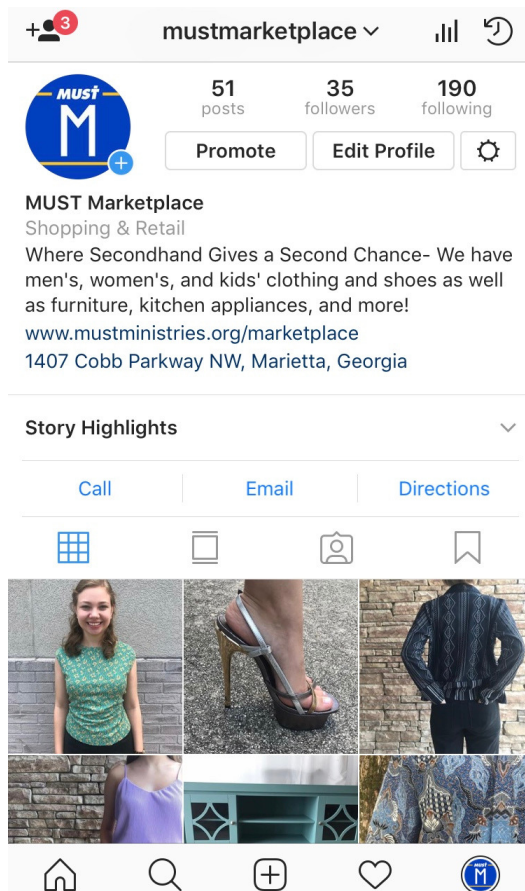 3
mustmarketplace
51 35 190
posts followers following
MUST
M
Promote Edit Profile
MUST Marketplace
Shopping & Retail
Where Secondhand Gives a Second Chance- We have
men's, women's, and kids' clothing and shoes as well
as furniture, kitchen appliances, and more!
www.mustministries.org/marketplace
1407 Cobb Parkway NW, Marietta, Georgia
Story Highlights
Call Email Directions
MUST
M